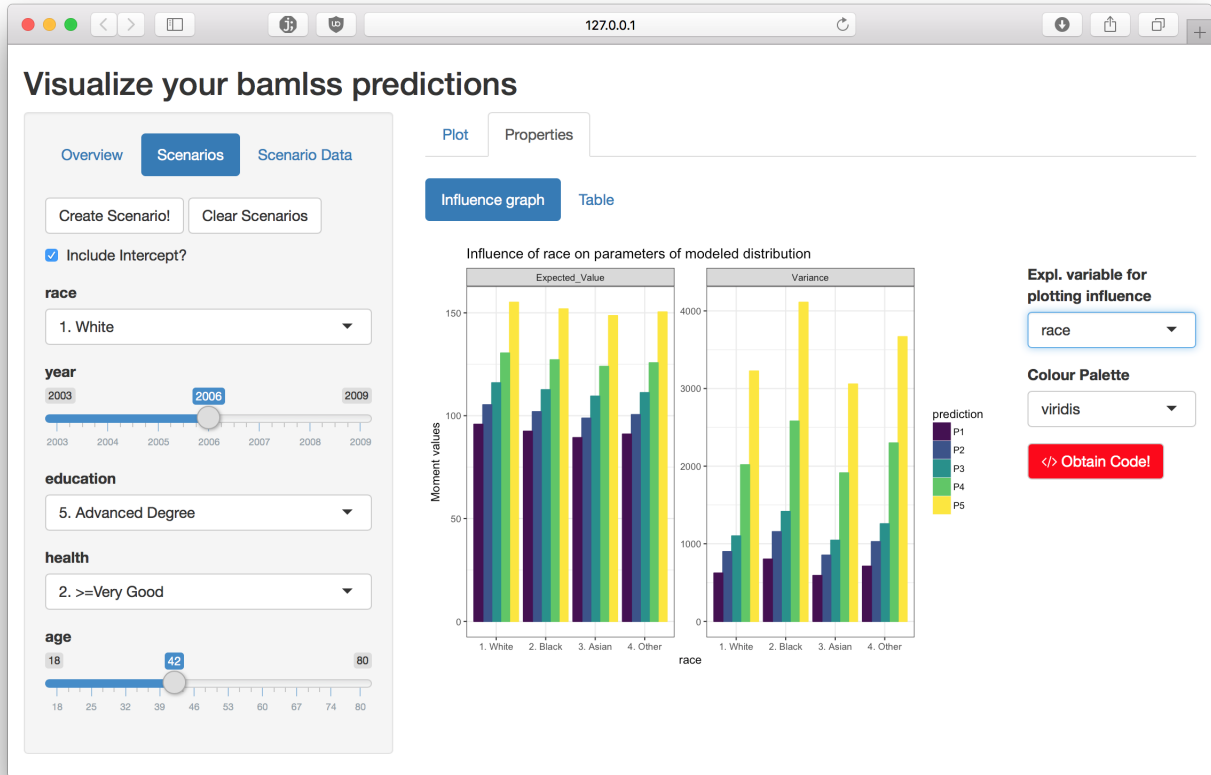 127.0.0.1
Visualize your bamlss predictions
Overview Scenarios Scenario Data
Create Scenario! Clear Scenarios
Include Intercept?
race
1. White
year
2003 2006 2009
2003 2004 2005 2006 2007 2008 2009
education
5. Advanced Degree
health
2. >=Very Good
age
18 42 80
18 25 32 39 46 53 60 67 74 80
Plot Properties
Influence graph Table
Influence of race on parameters of modeled distribution
Expected_Value Variance
Moment values
150
100
50
0
4000
3000
2000
1000
0
1. White 2. Black 3. Asian 4. Other 1. White 2. Black 3. Asian 4. Other
race
prediction
P1
P2
P3
P4
P5
Expl. variable for
plotting influence
race
Colour Palette
viridis
</> Obtain Code!